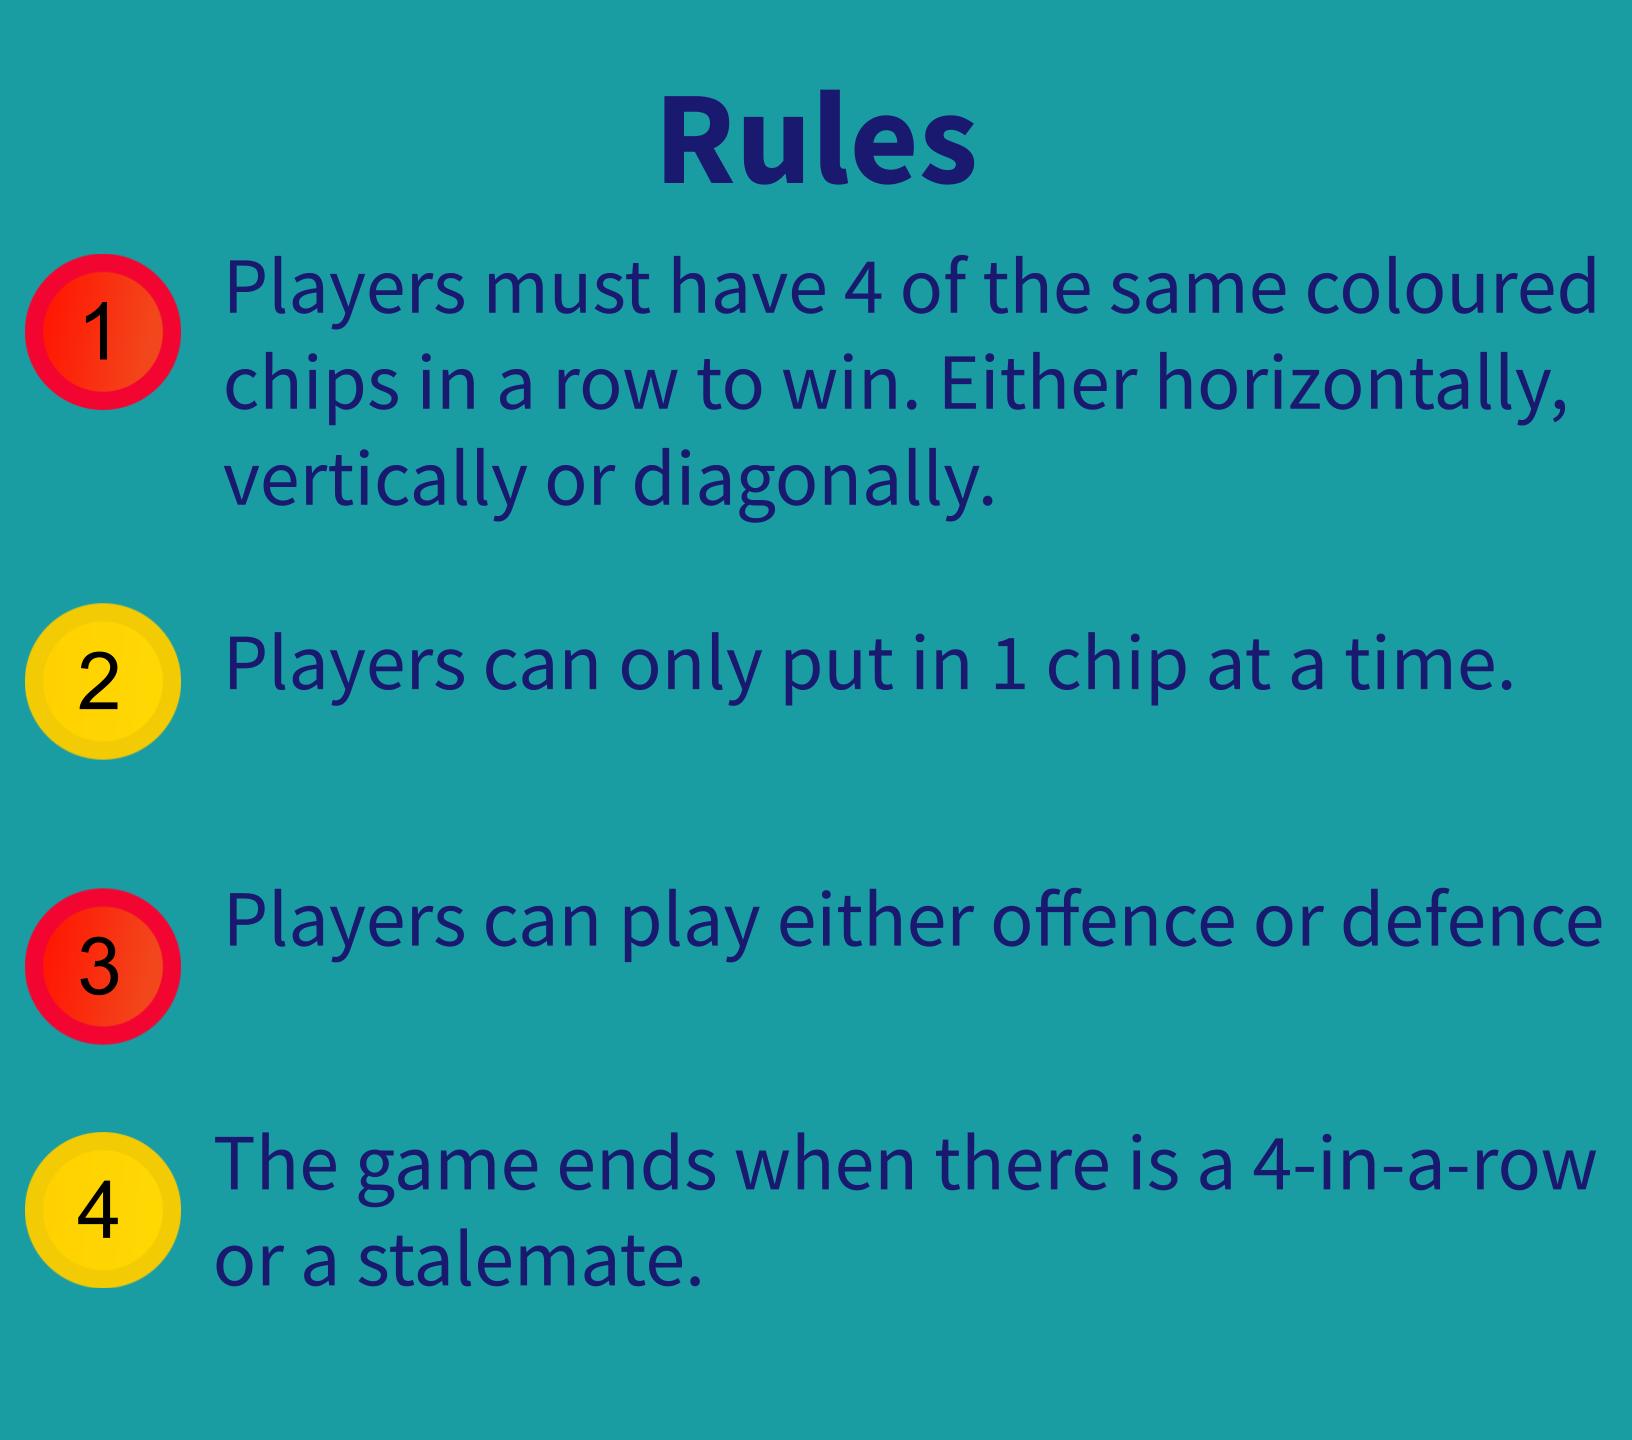 Rules
1 Players must have 4 of the same coloured
chips in a row to win. Either horizontally,
vertically or diagonally.
2 Players can only put in 1 chip at a time.
3 Players can play either offence or defence
4 The game ends when there is a 4-in-a-row
or a stalemate.